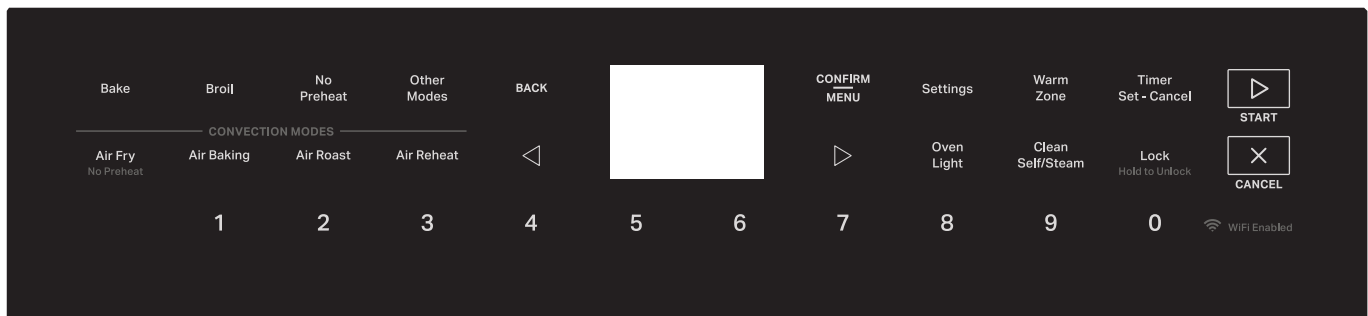 Bake
Broil
No
Preheat
Other
Modes
BACK
CONFIRM
MENU
Settings
Warm
Zone
Timer
Set - Cancel
START
CONVECTION MODES
Air Fry
No Preheat
Air Baking
Air Roast
Air Reheat
Oven
Light
Clean
Self/Steam
Lock
Hold to Unlock
CANCEL
1 2 3 4 5 6 7 8 9 0
WiFi Enabled